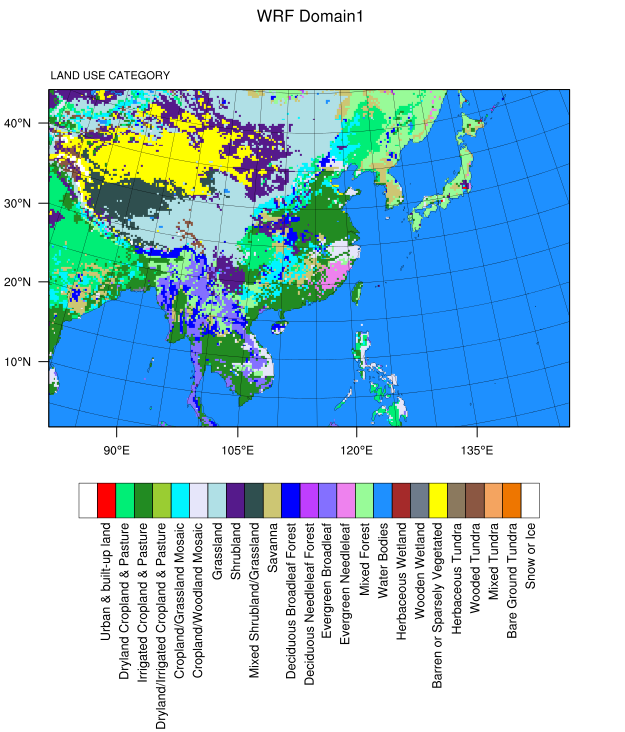 WRF Domain1
LAND USE CATEGORY
40°N
30°N
20°N
10°N
90°E
105°E
120°E
135°E
Urban & built-up land
Dryland Cropland & Pasture
Irrigated Cropland & Pasture
Dryland/Irrigated Cropland & Pasture
Cropland/Grassland Mosaic
Cropland/Woodland Mosaic
Grassland
Shrubland
Mixed Shrubland/Grassland
Savanna
Deciduous Broadleaf Forest
Deciduous Needleleaf Forest
Evergreen Broadleaf
Evergreen Needleleaf
Mixed Forest
Water Bodies
Herbaceous Wetland
Wooden Wetland
Barren or Sparsely Vegetated
Herbaceous Tundra
Wooded Tundra
Mixed Tundra
Bare Ground Tundra
Snow or Ice